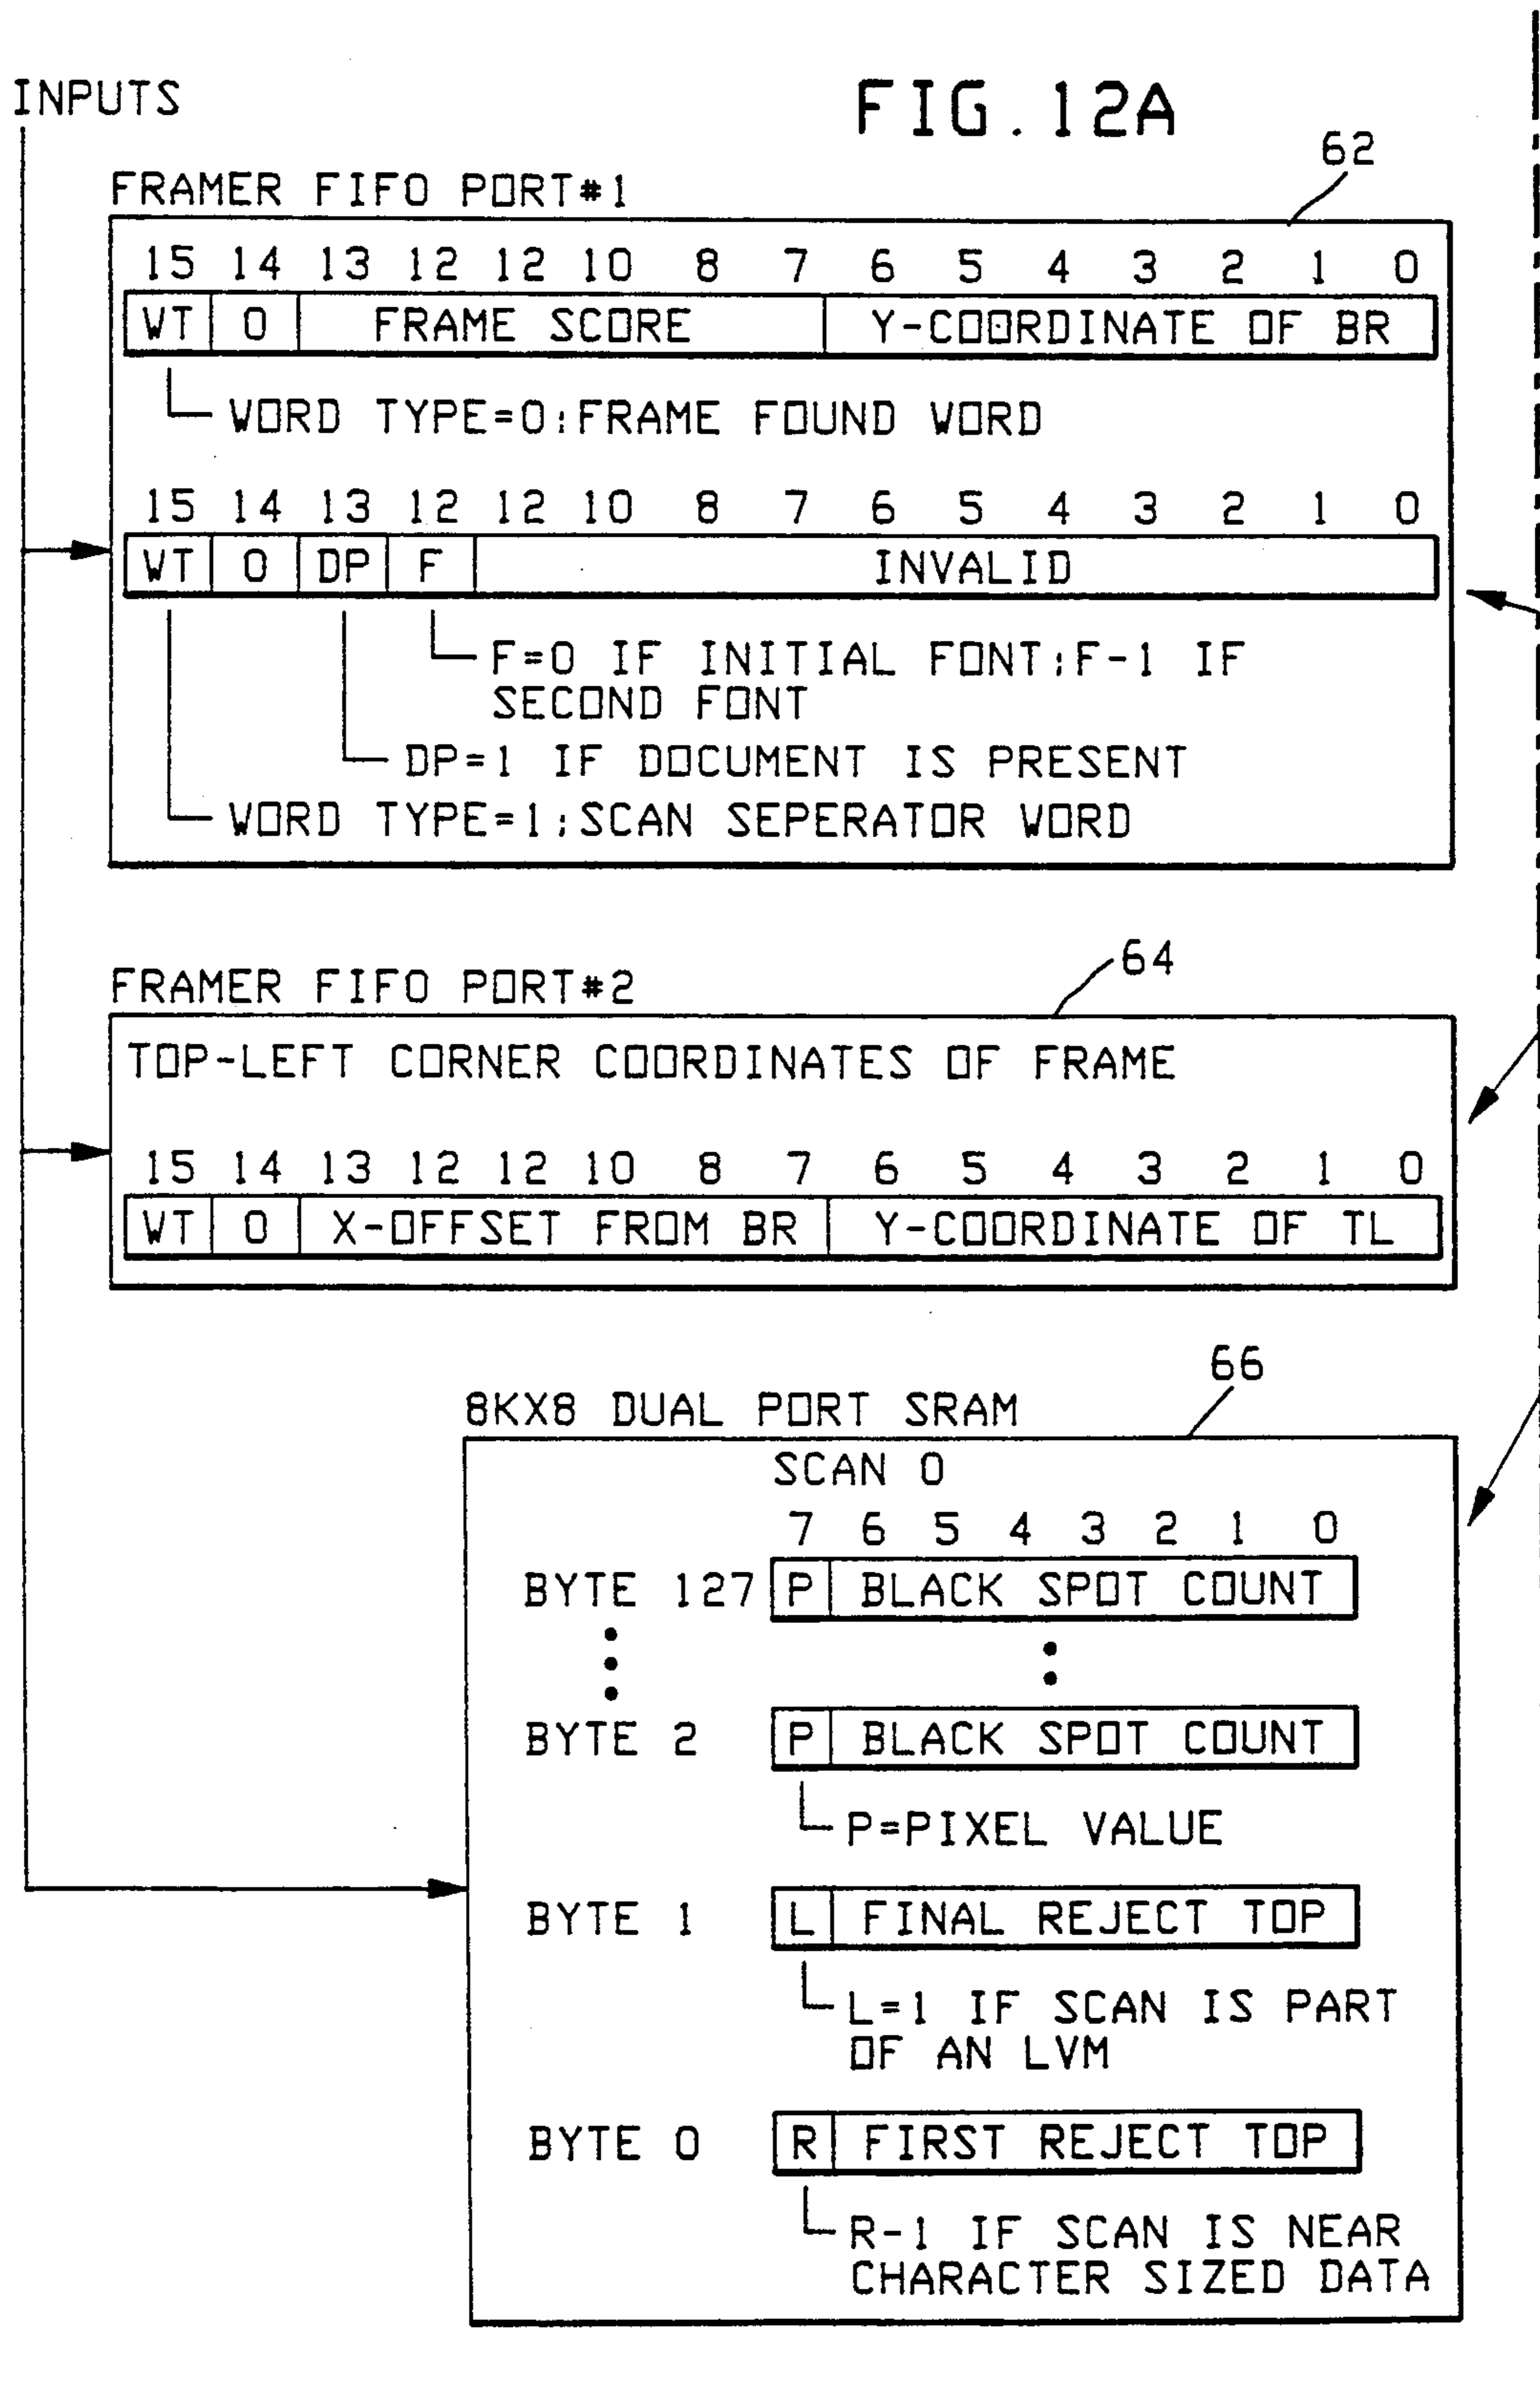 INPUTS
FIG. 12A
62
FRAMER FIFO PORT#1
15 14 13 12 12 10 8 7 6 5 4 3 2 1 0
WT 0 FRAME SCORE Y-COORDINATE OF BR
WORD TYPE=0:FRAME FOUND WORD
15 14 13 12 12 10 8 7 6 5 4 3 2 1 0
WT 0 DP F INVALID
F=0 IF INITIAL FONT;F-1 IF
SECOND FONT
DP=1 IF DOCUMENT IS PRESENT
WORD TYPE=1;SCAN SEPERATOR WORD
64
FRAMER FIFO PORT#2
TOP-LEFT CORNER COORDINATES OF FRAME
15 14 13 12 12 10 8 7 6 5 4 3 2 1 0
WT 0 X-OFFSET FROM BR Y-COORDINATE OF TL
66
8KX8 DUAL PORT SRAM
SCAN 0
7 6 5 4 3 2 1 0
BYTE 127 P BLACK SPOT COUNT
BYTE 2 P BLACK SPOT COUNT
P=PIXEL VALUE
BYTE 1 L FINAL REJECT TOP
L=1 IF SCAN IS PART
OF AN LVM
BYTE 0 R FIRST REJECT TOP
R-1 IF SCAN IS NEAR
CHARACTER SIZED DATA